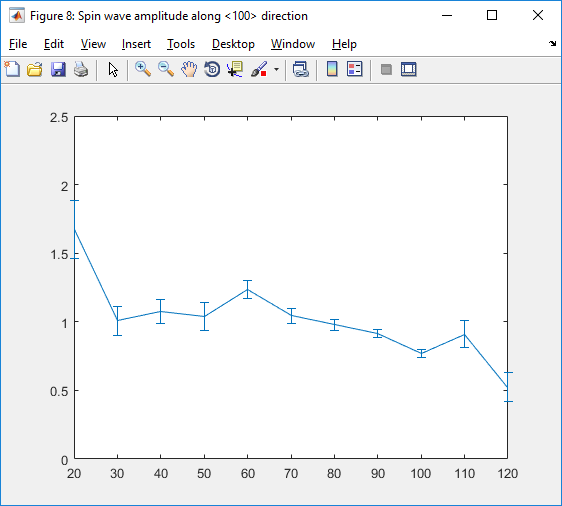 Figure 8: Spin wave amplitude along <100> direction
File Edit View Insert Tools Desktop Window Help
2.5
2
1.5
1
0.5
0
20 30 40 50 60 70 80 90 100 110 120